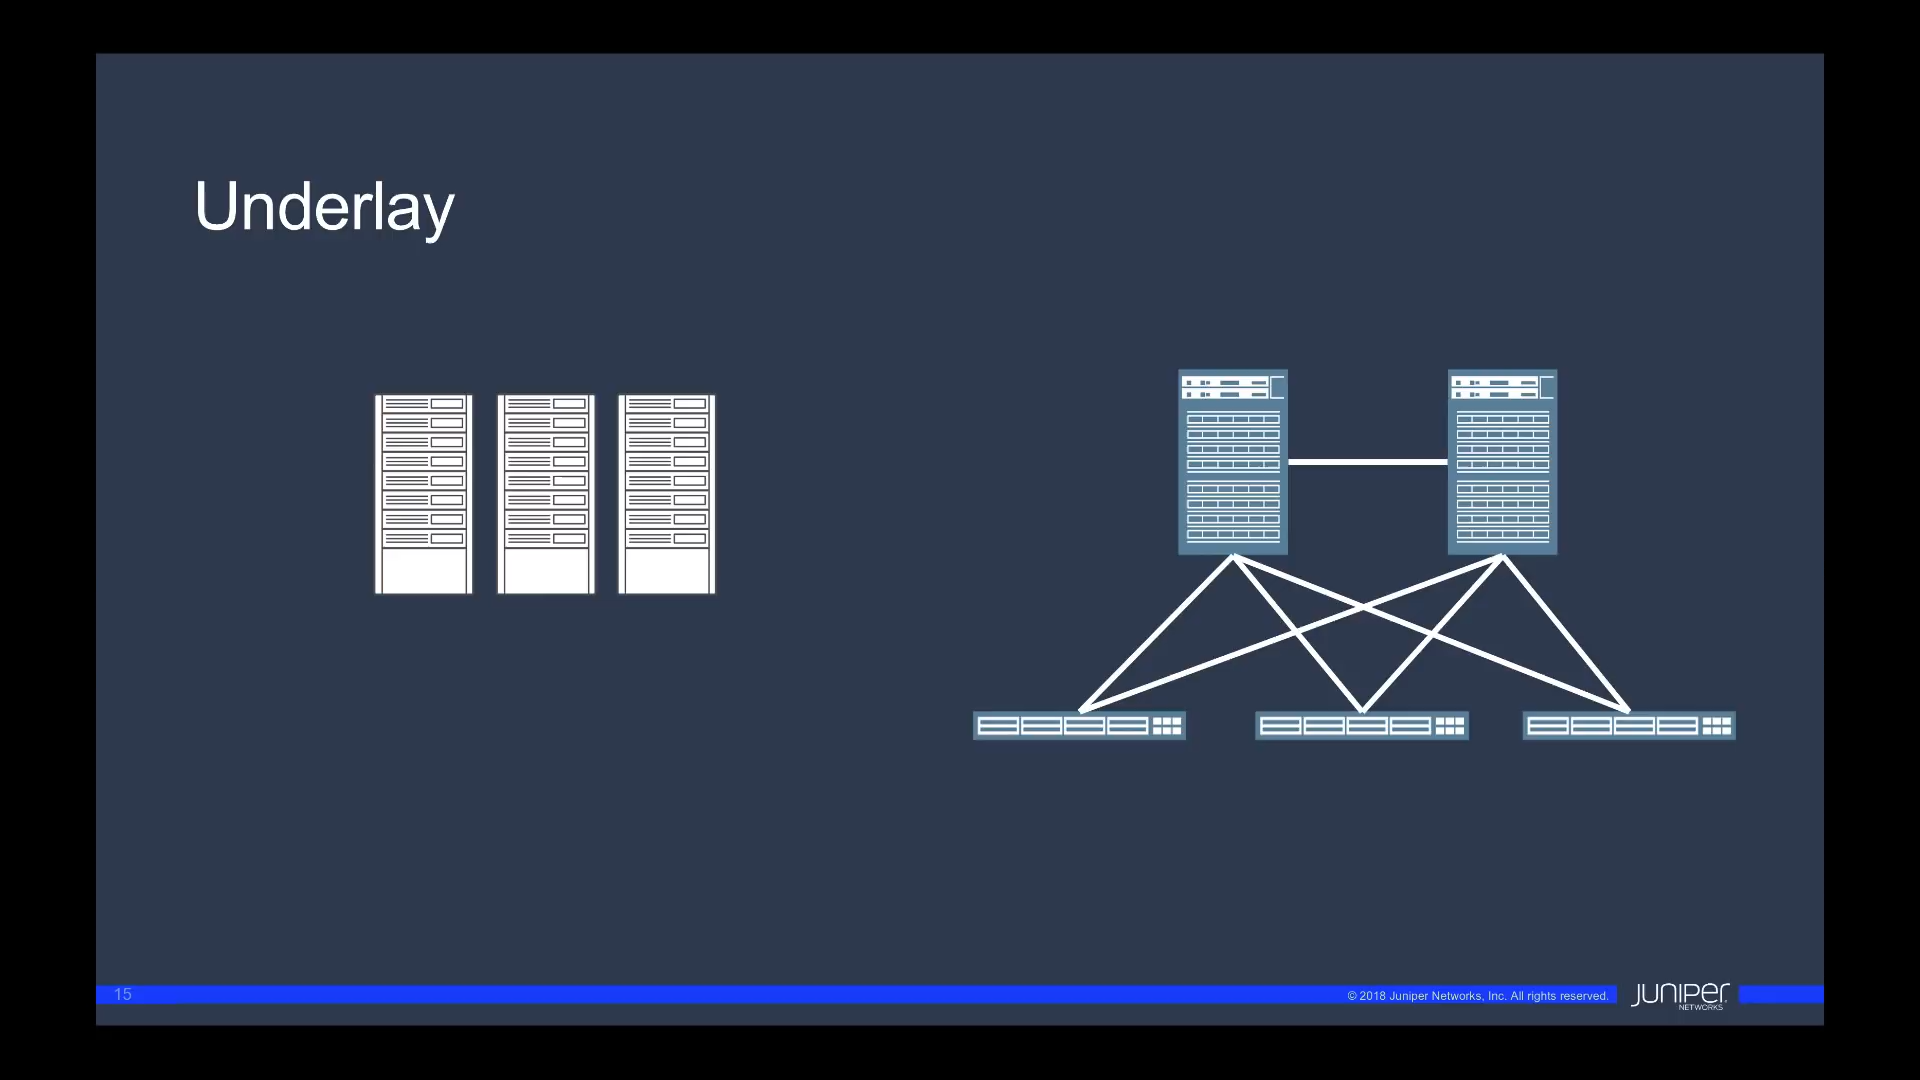 Underlay
15
© 2018 Juniper Networks, Inc. All rights reserved.
JUNIPER
NETWORKS